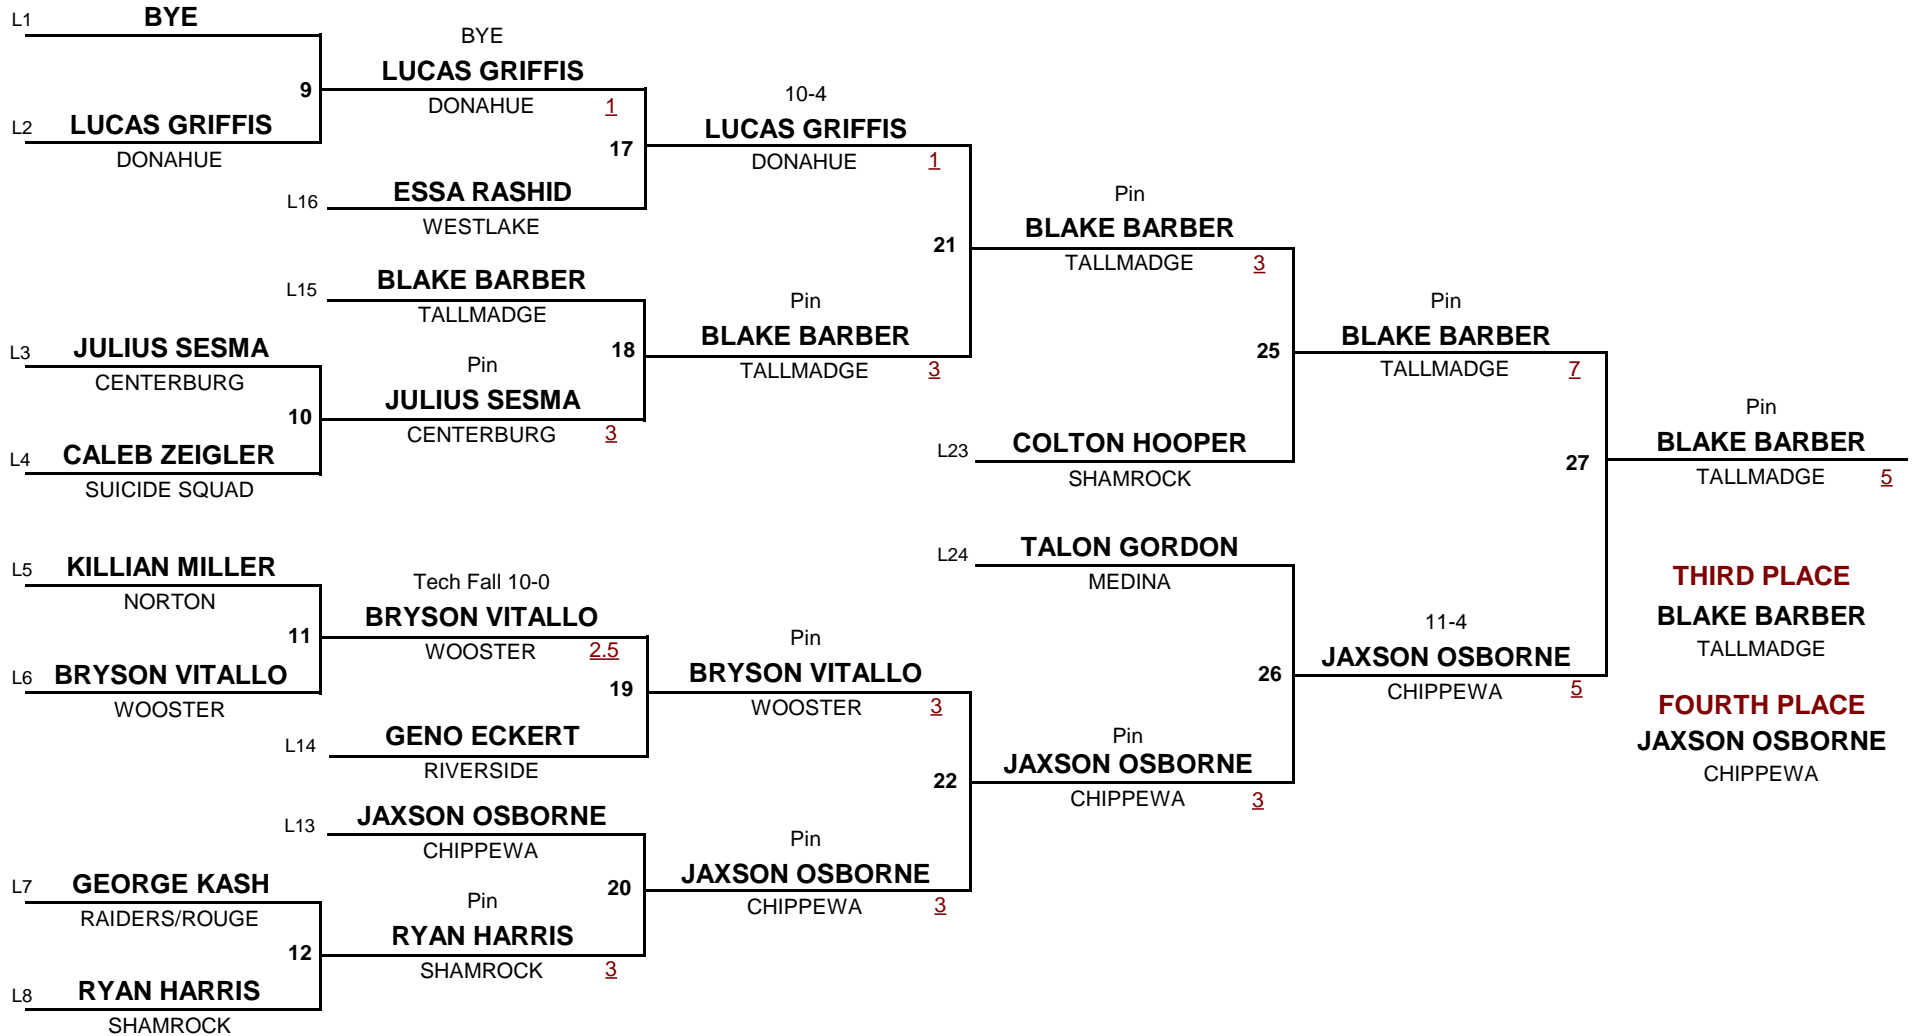 L1 BYE
9
L2 LUCAS GRIFFIS
DONAHUE
L3 JULIUS SESMA
CENTERBURG
10
L4 CALEB ZEIGLER
SUICIDE SQUAD
L5 KILLIAN MILLER
NORTON
11
L6 BRYSON VITALLO
WOOSTER
L7 GEORGE KASH
RAIDERS/ROUGE
12
L8 RYAN HARRIS
SHAMROCK
BYE
LUCAS GRIFFIS
DONAHUE 1
17
L16 ESSA RASHID
WESTLAKE
L15 BLAKE BARBER
TALLMADGE
18
Pin
JULIUS SESMA
CENTERBURG 3
Tech Fall 10-0
BRYSON VITALLO
WOOSTER 2.5
19
L14 GENO ECKERT
RIVERSIDE
L13 JAXSON OSBORNE
CHIPPEWA
20
Pin
RYAN HARRIS
SHAMROCK 3
10-4
LUCAS GRIFFIS
DONAHUE 1
21
Pin
BLAKE BARBER
TALLMADGE 3
Pin
BRYSON VITALLO
WOOSTER 3
22
Pin
JAXSON OSBORNE
CHIPPEWA 3
Pin
BLAKE BARBER
TALLMADGE 3
25
L23 COLTON HOOPER
SHAMROCK
L24 TALON GORDON
MEDINA
26
Pin
JAXSON OSBORNE
CHIPPEWA 3
Pin
BLAKE BARBER
TALLMADGE 7
27
11-4
JAXSON OSBORNE
CHIPPEWA 5
Pin
BLAKE BARBER
TALLMADGE 5
THIRD PLACE
BLAKE BARBER
TALLMADGE
FOURTH PLACE
JAXSON OSBORNE
CHIPPEWA